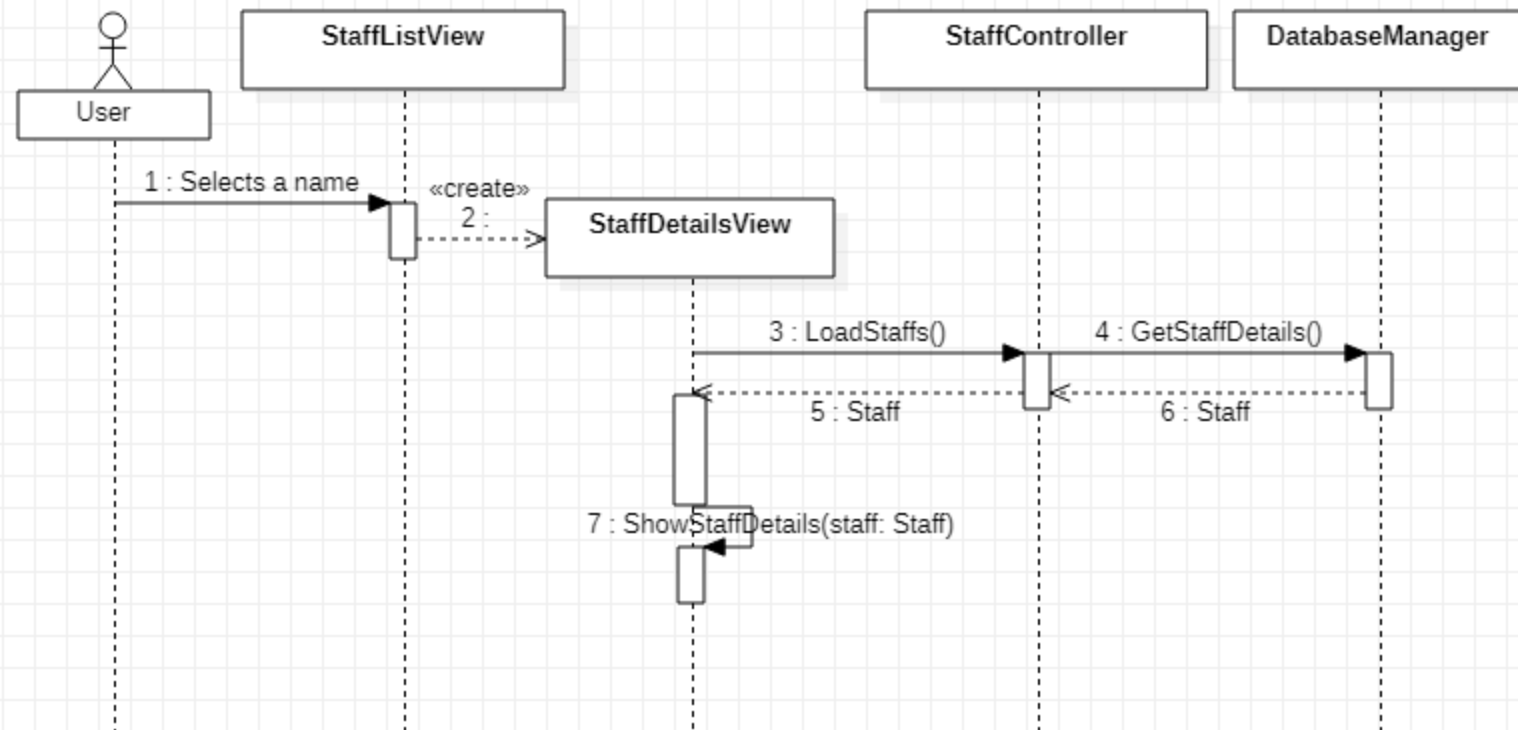 StaffListView
StaffController
DatabaseManager
User
1 : Selects a name
«create»
2 :
StaffDetailsView
3 : LoadStaffs()
4 : GetStaffDetails()
5 : Staff
6 : Staff
7 : ShowStaffDetails(staff: Staff)